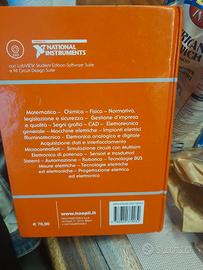 NATIONAL
INSTRUMENTS
con LabVIEW Student Edition Software Suite
e NI Circuit Design Suite
Matematica - Chimica - Fisica - Normativa,
legislazione e sicurezza - Gestione d'impresa
e qualità - Segni grafici - CAD - Elettrotecnica
generale - Macchine elettriche - Impianti elettrici
Illuminotecnica - Elettronica analogica e digitale
Acquisizione dati e interfacciamento
Microcontrollori - Simulazione circuiti con Multisim
Elettronica di potenza - Sensori e trasduttori
Sistemi - Automazione - Robotica - Tecnologie BUS
Misure elettriche - Tecnologie elettriche
ed elettroniche - Progettazione elettrica
ed elettronica
www.hoepli.it